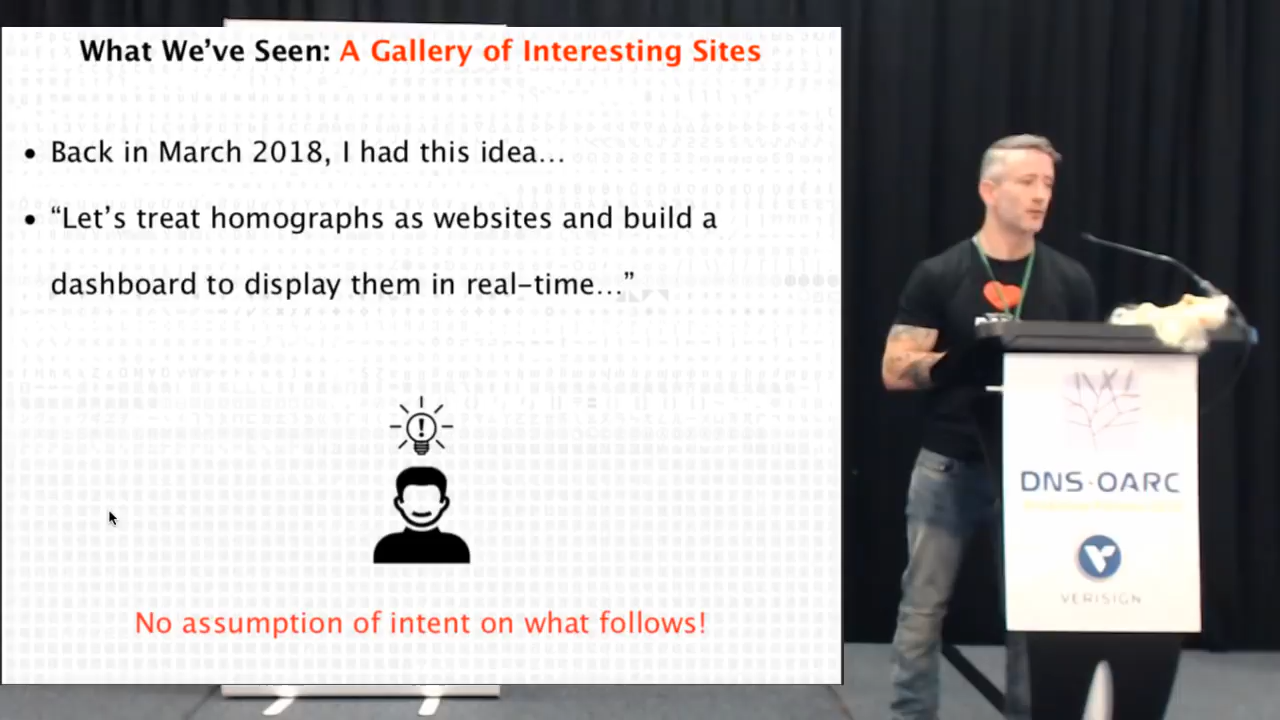 What We've Seen: A Gallery of Interesting Sites
• Back in March 2018, I had this idea…
• “Let's treat homographs as websites and build a
dashboard to display them in real-time…”
No assumption of intent on what follows!
DNS-OARC
VERISIGN